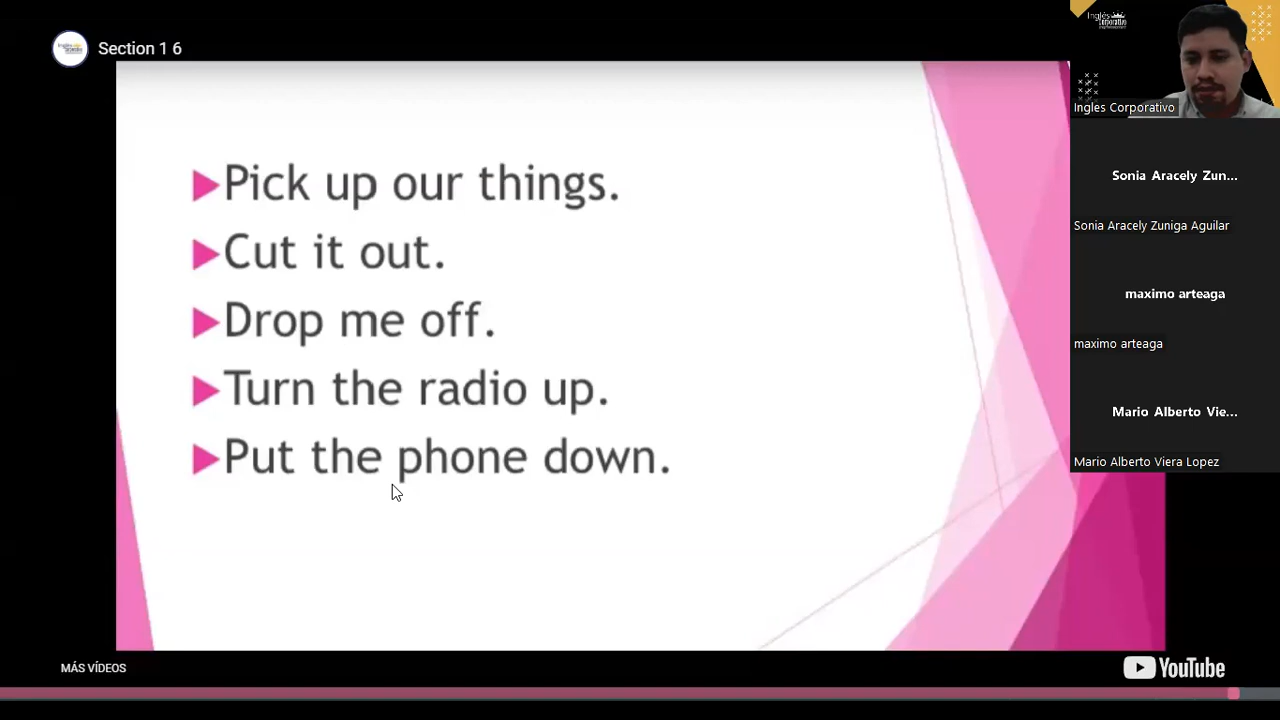 Section 1 6
Pick up our things.
Cut it out.
Drop me off.
Turn the radio up.
Put the phone down.
MÁS VÍDEOS
YouTube
Inglés
Corporativo
Ingles Corporativo
Sonia Aracely Zun...
Sonia Aracely Zuniga Aguilar
maximo arteaga
maximo arteaga
Mario Alberto Vie...
Mario Alberto Viera Lopez